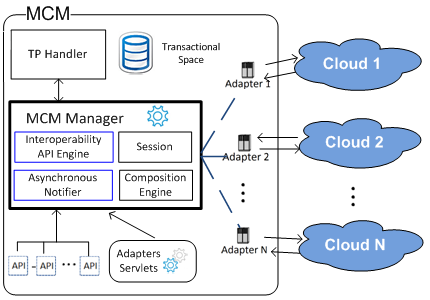 MCM
TP Handler
Transactional
Space
Adapter 1
Cloud 1
MCM Manager
Interoperability
API Engine
Session
Adapter 2
Cloud 2
Asynchronous
Notifier
Composition
Engine
Adapter N
Cloud N
API
API
API
Adapters
Servlets